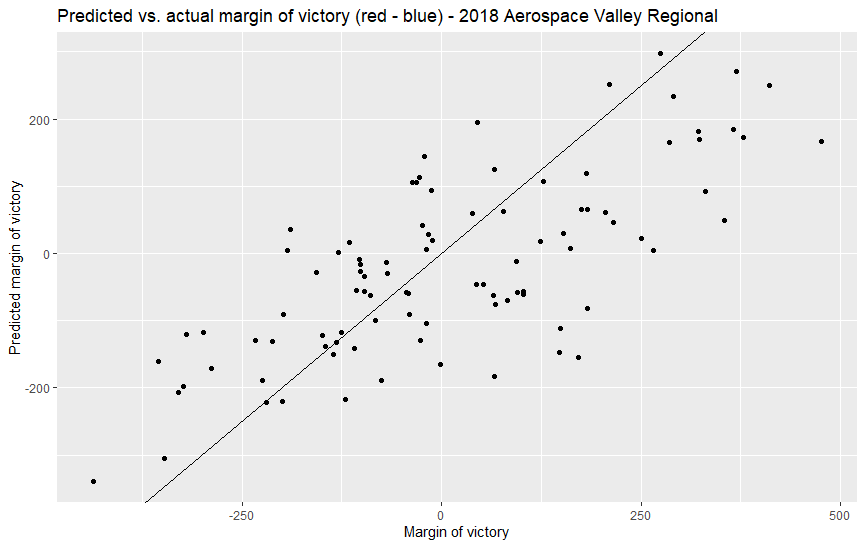 Predicted vs. actual margin of victory (red - blue) - 2018 Aerospace Valley Regional
Predicted margin of victory
200
0
-200
-250
0
250
500
Margin of victory